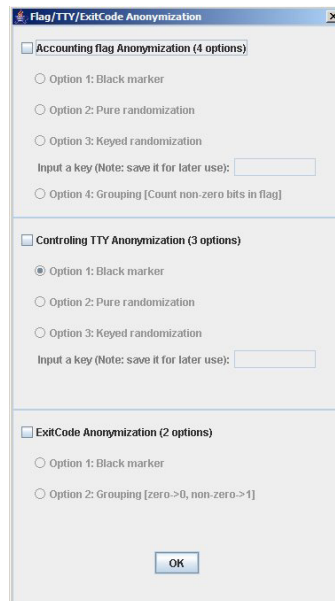 Flag/TTY/ExitCode Anonymization
Accounting flag Anonymization (4 options)
Option 1: Black marker
Option 2: Pure randomization
Option 3: Keyed randomization
Input a key (Note: save it for later use):
Option 4: Grouping [Count non-zero bits in flag]
Controling TTY Anonymization (3 options)
Option 1: Black marker
Option 2: Pure randomization
Option 3: Keyed randomization
Input a key (Note: save it for later use):
ExitCode Anonymization (2 options)
Option 1: Black marker
Option 2: Grouping [zero->0, non-zero->1]
OK